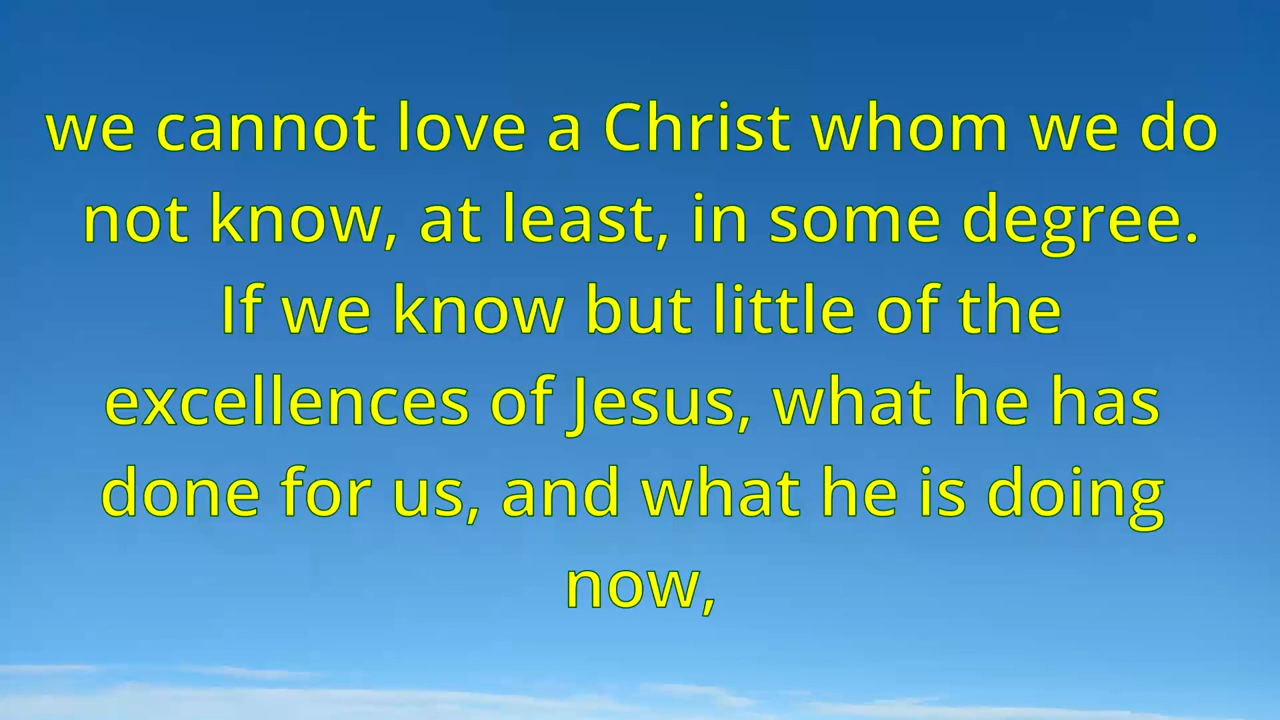 we cannot love a Christ whom we do
not know, at least, in some degree.
If we know but little of the
excellences of Jesus, what he has
done for us, and what he is doing
now,